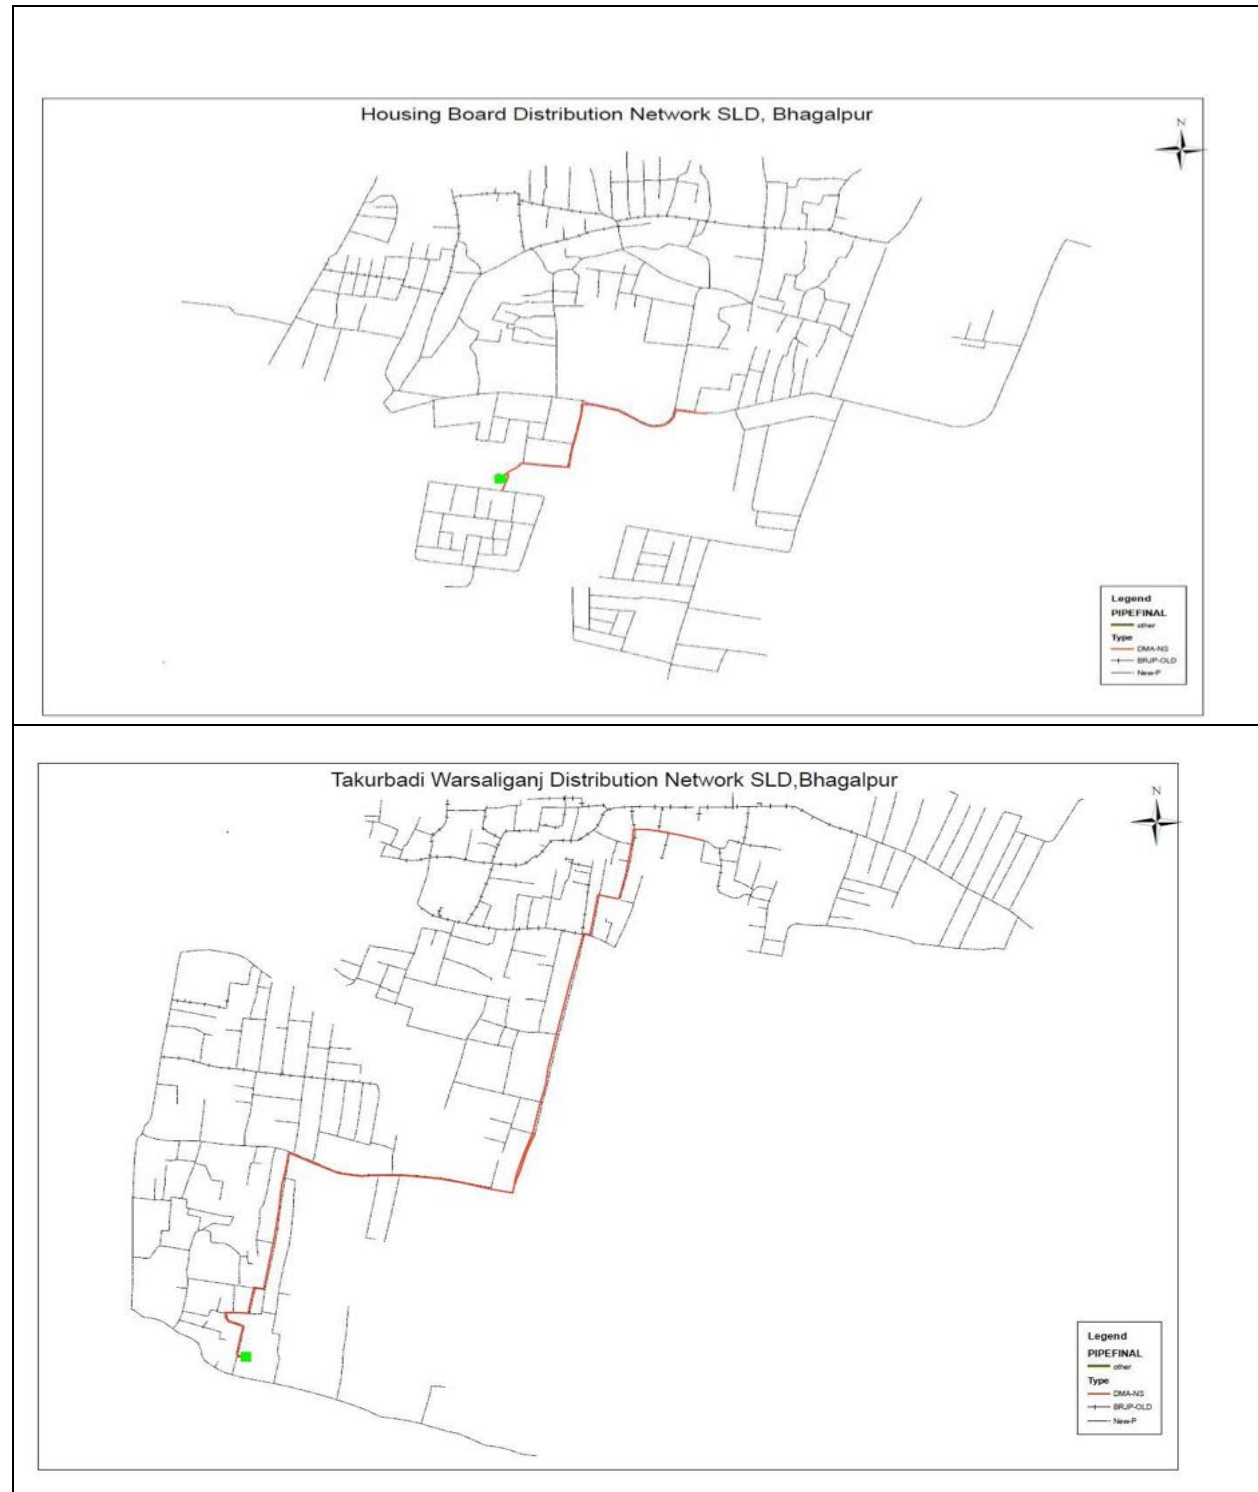 Housing Board Distribution Network SLD, Bhagalpur
N
Legend
PIPEFINAL
other
Type
DMA-NS
BRJP-OLD
New-P
Takurbadi Warsaliganj Distribution Network SLD,Bhagalpur
N
Legend
PIPEFINAL
other
Type
DMA-NS
BRJP-OLD
New-P